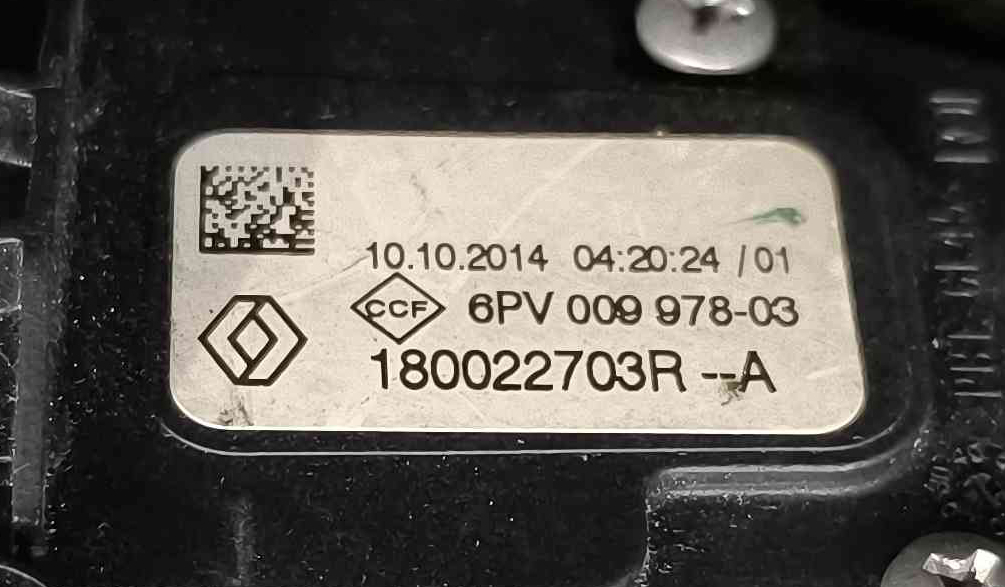 10.10.2014 04:20:24 /01
CCF 6PV 009 978-03
180022703R --A